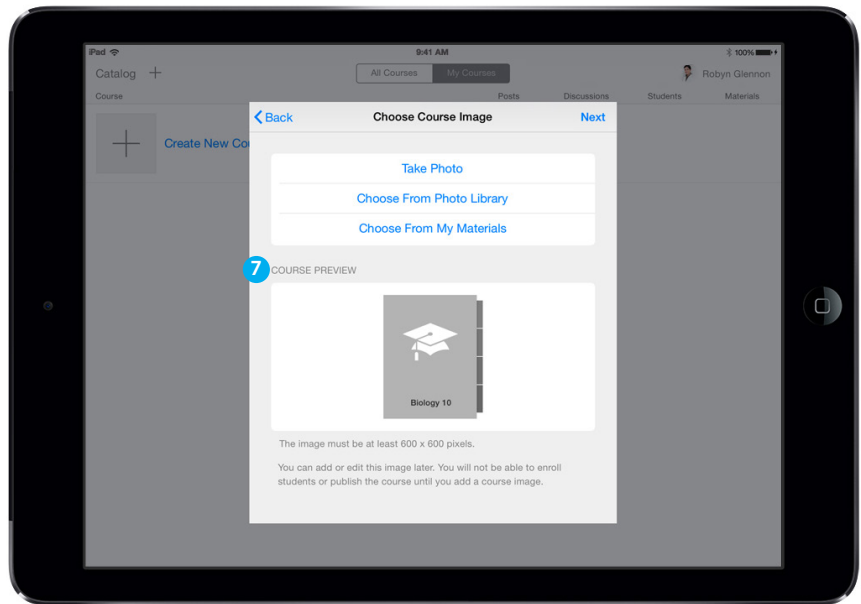 iPad 9:41 AM 100%
Catalog + All Courses My Courses Robyn Glennon
Course Posts Discussions Students Materials
Back Choose Course Image Next
Create New Cou
Take Photo
Choose From Photo Library
Choose From My Materials
7 COURSE PREVIEW
Biology 10
The image must be at least 600 x 600 pixels.
You can add or edit this image later. You will not be able to enroll
students or publish the course until you add a course image.